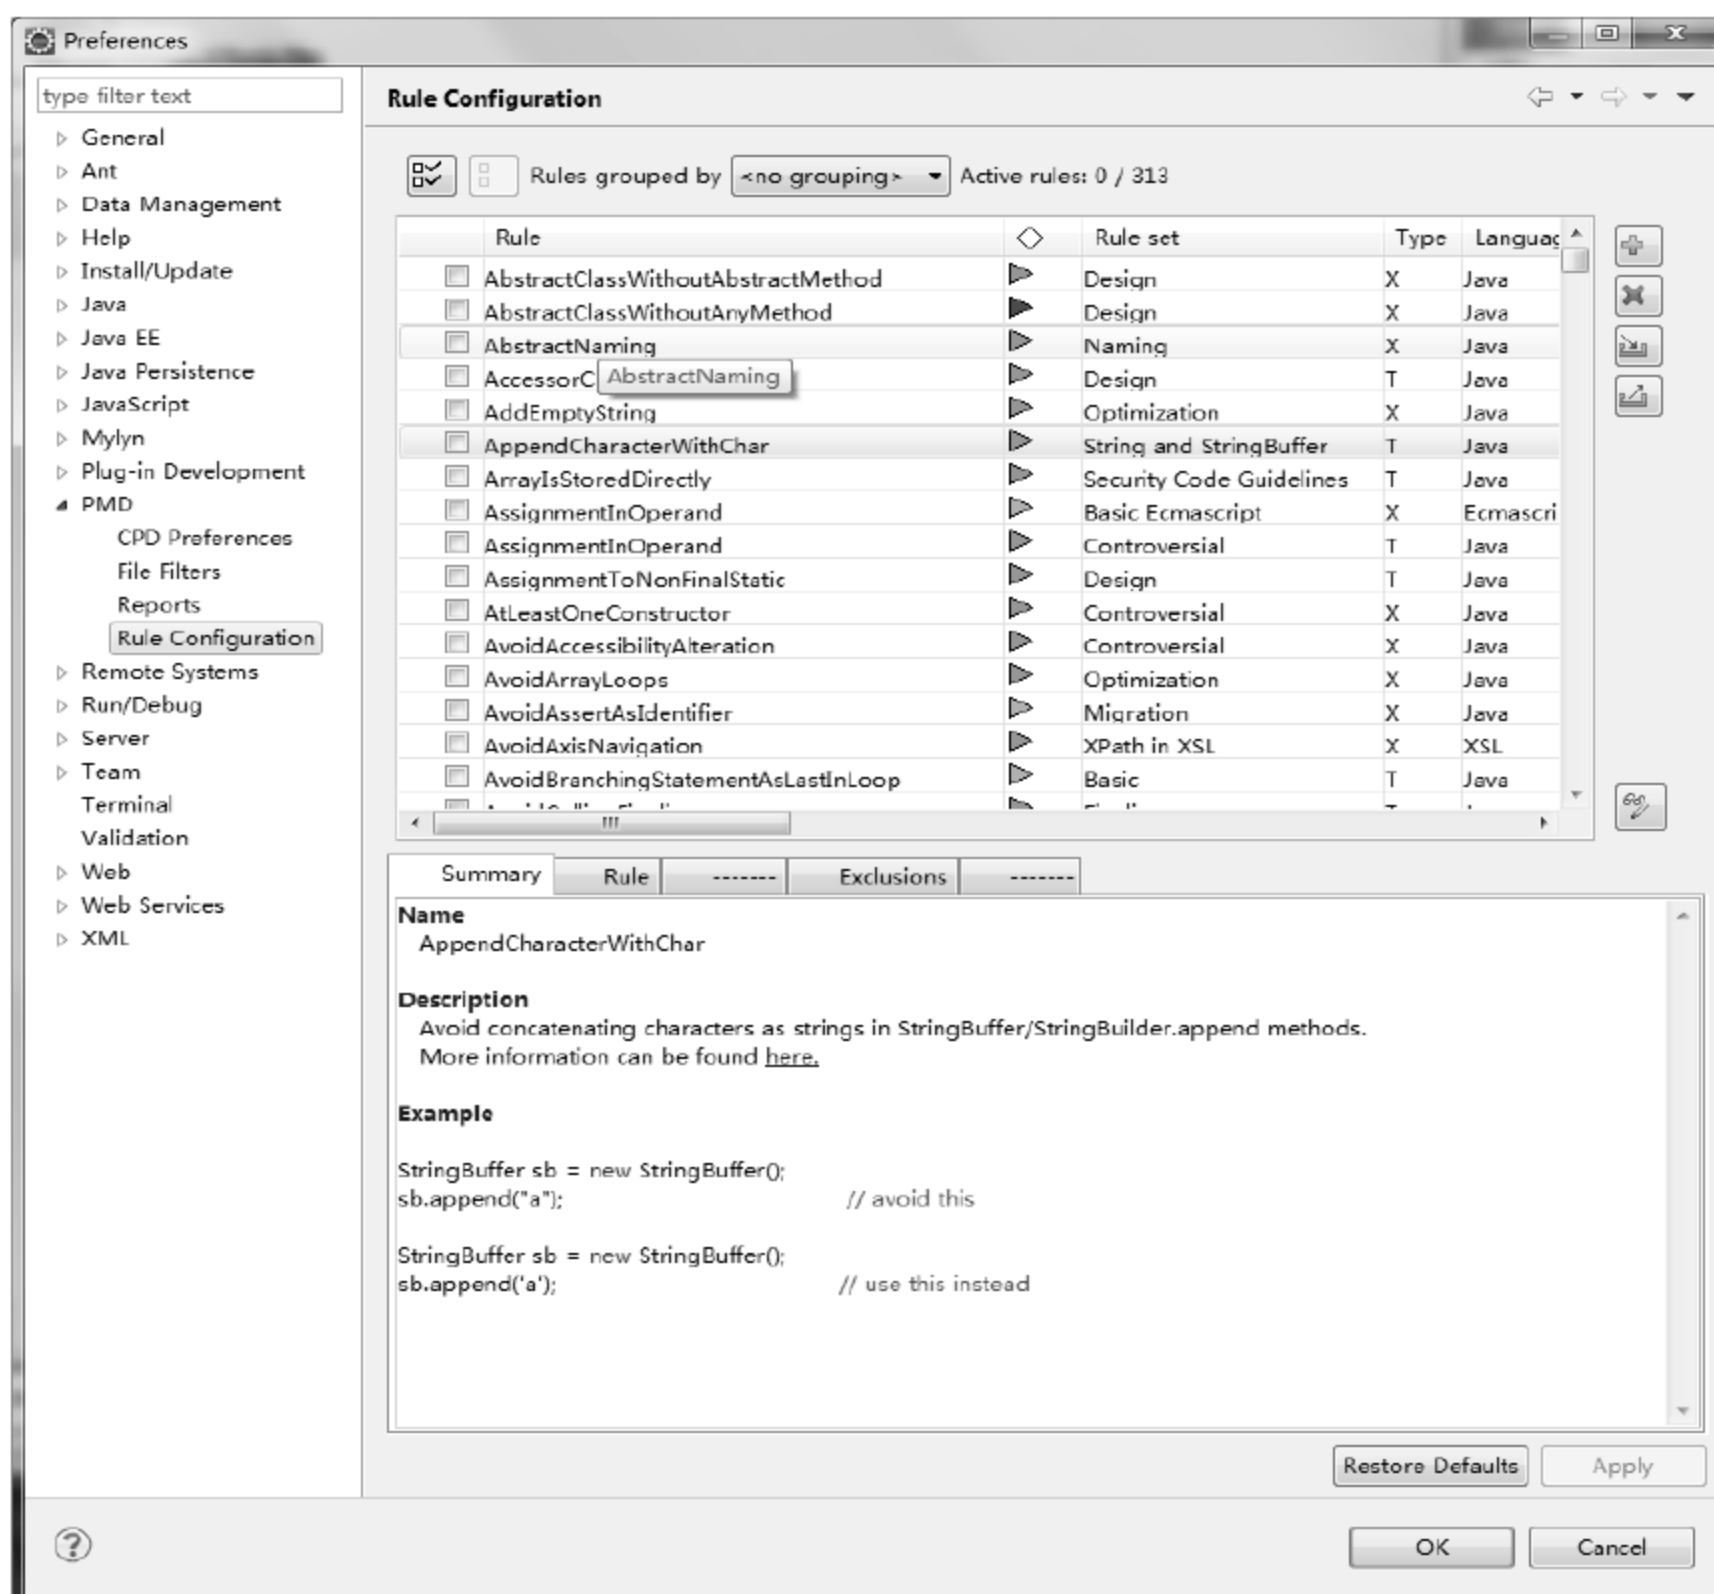 Preferences
type filter text
General
Ant
Data Management
Help
Install/Update
Java
Java EE
Java Persistence
JavaScript
Mylyn
Plug-in Development
PMD
CPD Preferences
File Filters
Reports
Rule Configuration
Remote Systems
Run/Debug
Server
Team
Terminal
Validation
Web
Web Services
XML
Rule Configuration
Rules grouped by <no grouping> Active rules: 0 / 313
Rule Rule set Type Languag
AbstractClassWithoutAbstractMethod Design X Java
AbstractClassWithoutAnyMethod Design X Java
AbstractNaming Naming X Java
AccessorC AbstractNaming Design T Java
AddEmptyString Optimization X Java
AppendCharacterWithChar String and StringBuffer T Java
ArrayIsStoredDirectly Security Code Guidelines T Java
AssignmentInOperand Basic Ecmascript X Ecmascri
AssignmentInOperand Controversial T Java
AssignmentToNonFinalStatic Design T Java
AtLeastOneConstructor Controversial X Java
AvoidAccessibilityAlteration Controversial X Java
AvoidArrayLoops Optimization X Java
AvoidAssertAsIdentifier Migration X Java
AvoidAxisNavigation XPath in XSL X XSL
AvoidBranchingStatementAsLastInLoop Basic T Java
Summary Rule ------- Exclusions -------
Name
AppendCharacterWithChar
Description
Avoid concatenating characters as strings in StringBuffer/StringBuilder.append methods.
More information can be found here.
Example
StringBuffer sb = new StringBuffer();
sb.append("a"); // avoid this
StringBuffer sb = new StringBuffer();
sb.append('a'); // use this instead
Restore Defaults Apply
OK Cancel